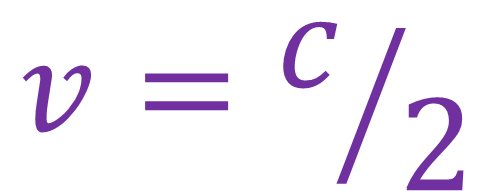 v = c/2